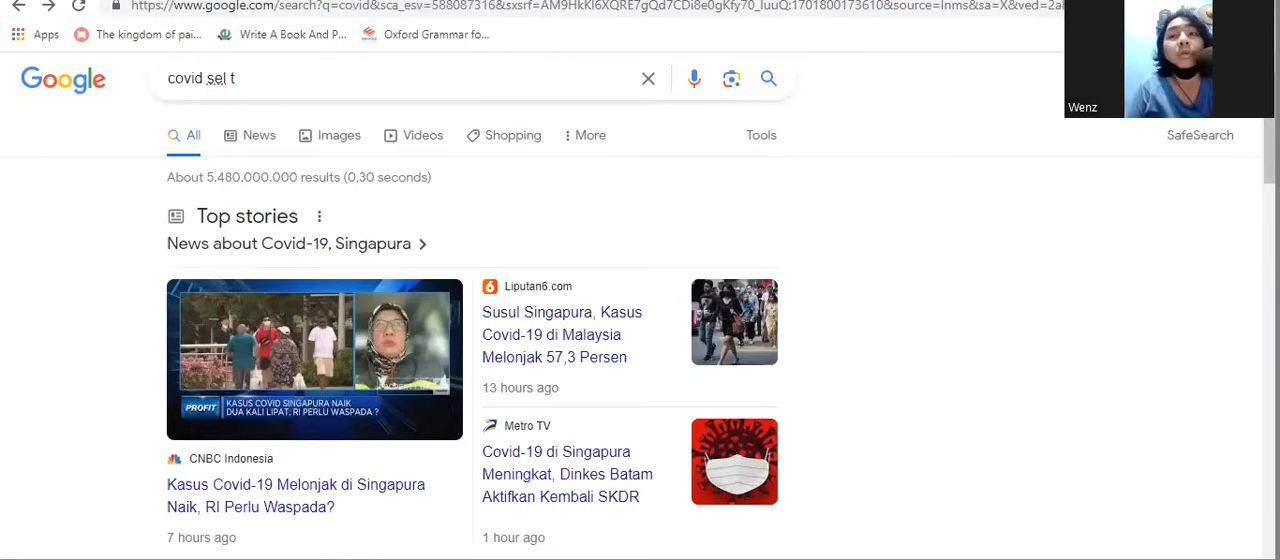 https://www.google.com/search?q=covid&sca_esv=588087316&sxsrf=AM9HkKl6XQRE7gQd7CDi8e0gKfy70_luuQ:1701800173610&source=lnms&sa=X&ved=2ah
Apps The kingdom of pai... Write A Book And P... Oxford Grammar fo...
Google covid sel t
Wenz
All News Images Videos Shopping More Tools SafeSearch
About 5.480.000.000 results (0,30 seconds)
Top stories
News about Covid-19, Singapura
PROFIT
KASUS COVID SINGAPURA NAIK
DUA KALI LIPAT, RI PERLU WASPADA ?
CNBC Indonesia
Kasus Covid-19 Melonjak di Singapura
Naik, RI Perlu Waspada?
7 hours ago
Liputan6.com
Susul Singapura, Kasus
Covid-19 di Malaysia
Melonjak 57,3 Persen
13 hours ago
Metro TV
Covid-19 di Singapura
Meningkat, Dinkes Batam
Aktifkan Kembali SKDR
1 hour ago